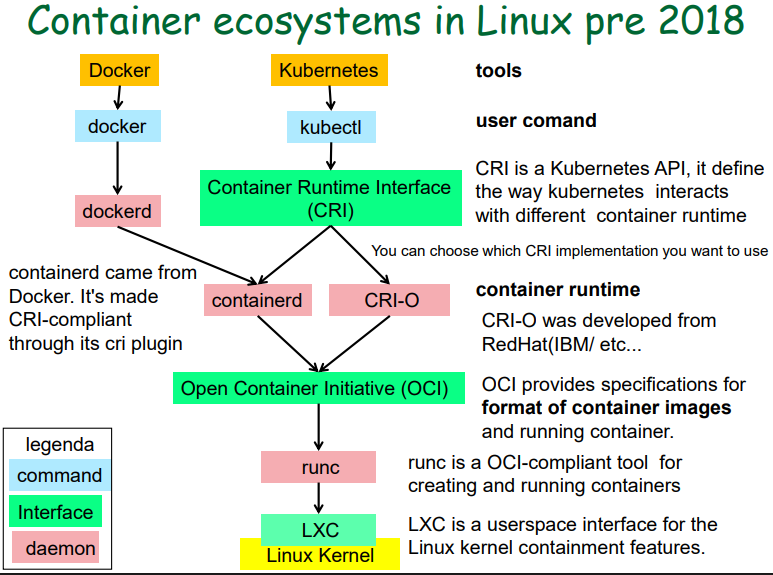 Container ecosystems in Linux pre 2018
Docker
Kubernetes
tools
docker
kubectl
user comand
Container Runtime Interface
(CRI)
CRI is a Kubernetes API, it define
the way kubernetes interacts
with different container runtime
dockerd
You can choose which CRI implementation you want to use
containerd came from
Docker. It's made
CRI-compliant
through its cri plugin
containerd
CRI-O
container runtime
CRI-O was developed from
RedHat(IBM/ etc...
Open Container Initiative (OCI)
OCI provides specifications for
format of container images
and running container.
legenda
command
Interface
daemon
runc
runc is a OCI-compliant tool for
creating and running containers
LXC
Linux Kernel
LXC is a userspace interface for the
Linux kernel containment features.